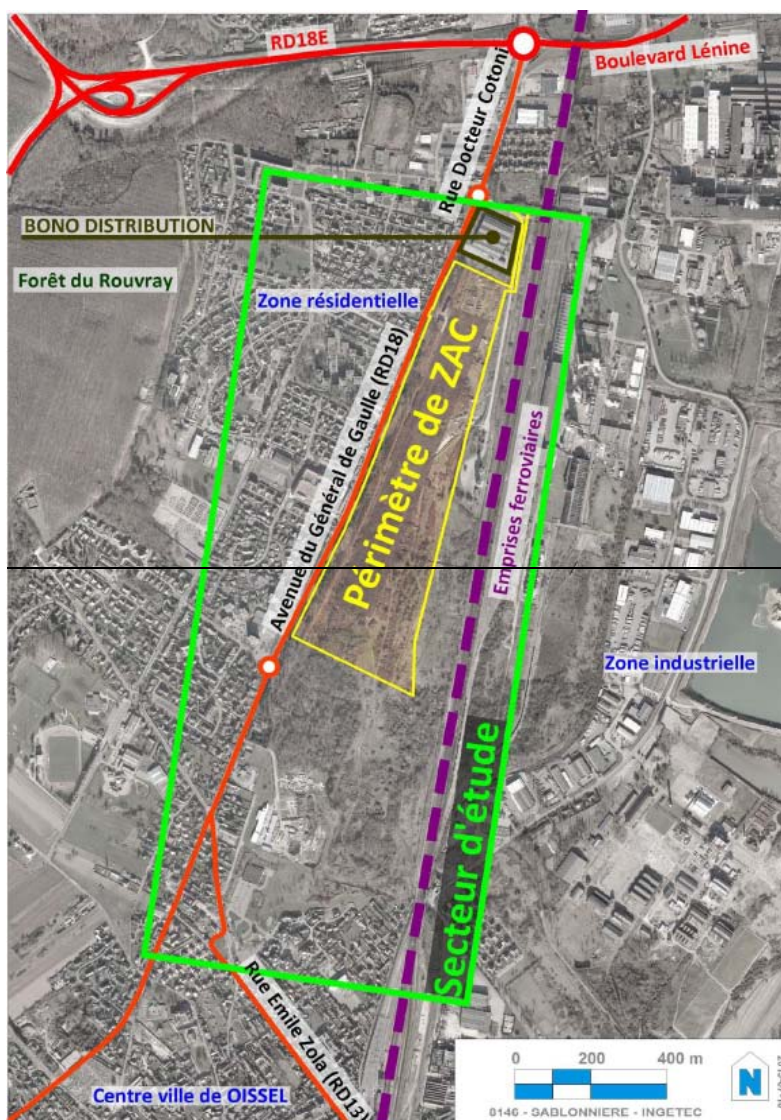 RD18E
Boulevard Lénine
Rue Docteur Cotoni
BONO DISTRIBUTION
Forêt du Rouvray
Zone résidentielle
Avenue du Général de Gaulle (RD18)
Périmètre de ZAC
Emprises ferroviaires
Zone industrielle
Secteur d'étude
Rue Emile Zola (RD13)
Centre ville de OISSEL
0 200 400 m
N
0146 - SABLONNIERE - INGETEC